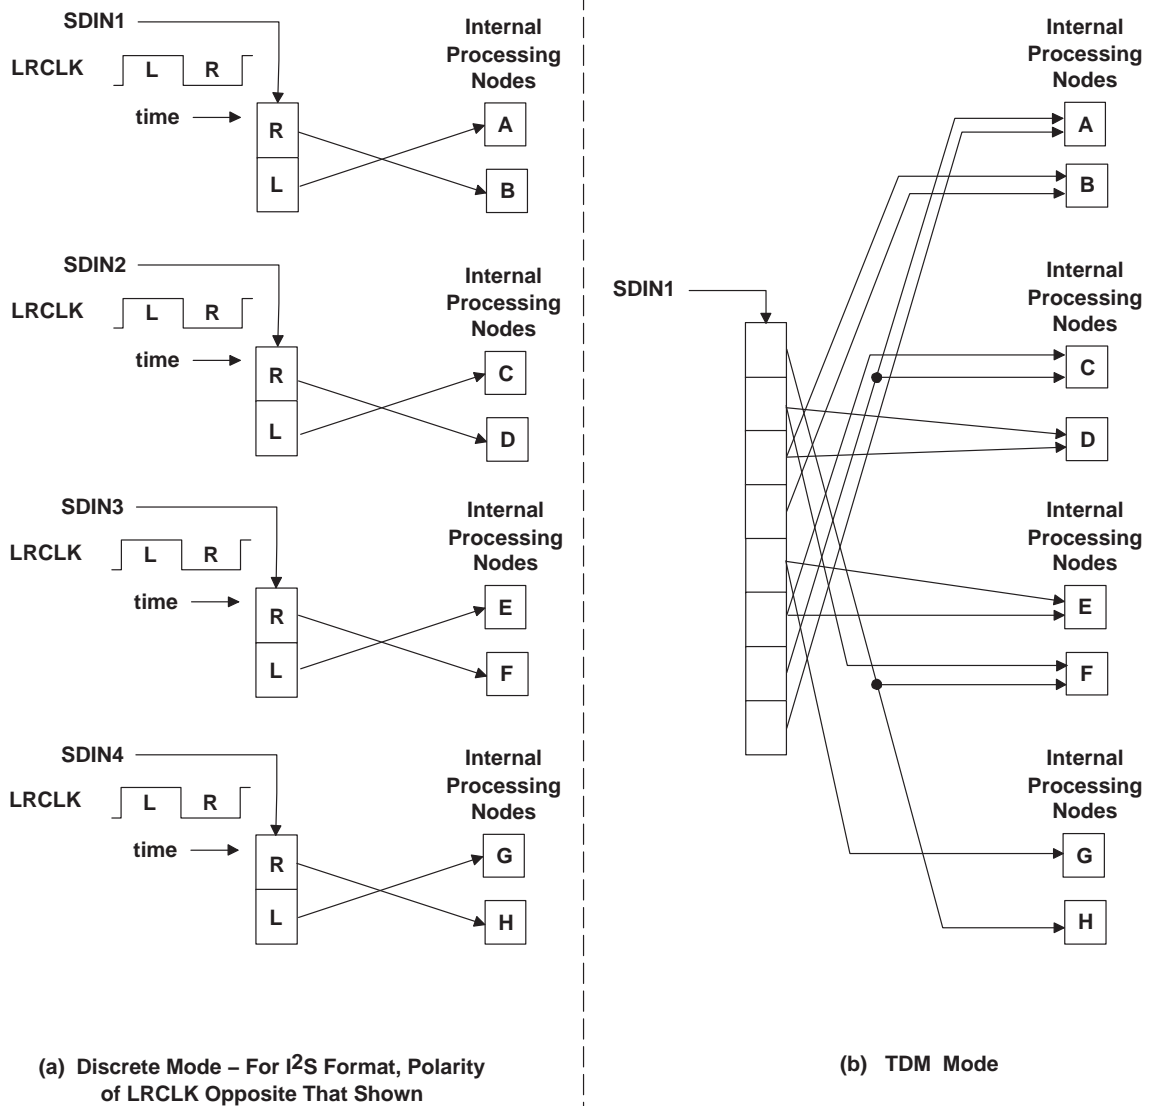 SDIN1
LRCLK
L
R
time
R
L
Internal
Processing
Nodes
A
B
SDIN2
LRCLK
L
R
time
R
L
Internal
Processing
Nodes
C
D
SDIN3
LRCLK
L
R
time
R
L
Internal
Processing
Nodes
E
F
SDIN4
LRCLK
L
R
time
R
L
Internal
Processing
Nodes
G
H
(a) Discrete Mode – For I2S Format, Polarity
of LRCLK Opposite That Shown
SDIN1
Internal
Processing
Nodes
A
B
Internal
Processing
Nodes
C
D
Internal
Processing
Nodes
E
F
Internal
Processing
Nodes
G
H
(b) TDM Mode